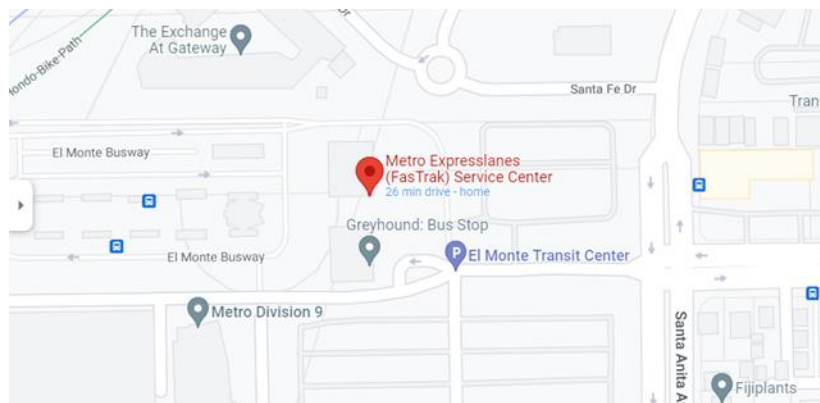 The Exchange
At Gateway
Dr
ondo-Bike-Path
Santa Fe Dr
Tran
El Monte Busway
Metro Expresslanes
(FasTrak) Service Center
26 min drive - home
Greyhound: Bus Stop
El Monte Busway
P El Monte Transit Center
Metro Division 9
Santa Anita A
Fijiplants